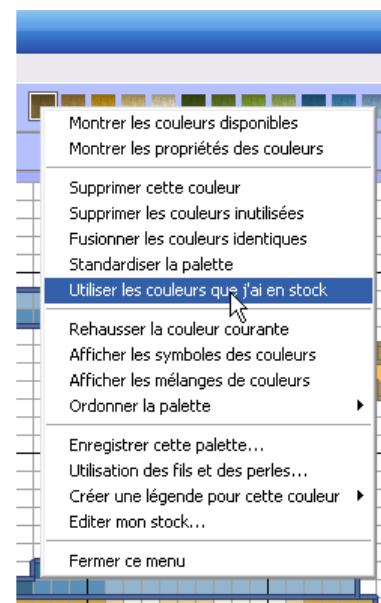 Montrer les couleurs disponibles
Montrer les propriétés des couleurs
Supprimer cette couleur
Supprimer les couleurs inutilisées
Fusionner les couleurs identiques
Standardiser la palette
Utiliser les couleurs que j'ai en stock
Rehausser la couleur courante
Afficher les symboles des couleurs
Afficher les mélanges de couleurs
Ordonner la palette
Enregistrer cette palette...
Utilisation des fils et des perles...
Créer une légende pour cette couleur
Editer mon stock...
Fermer ce menu